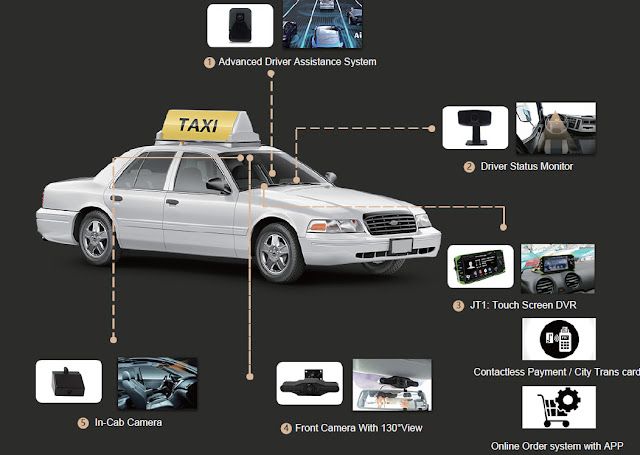 1 Advanced Driver Assistance System
TAXI
2 Driver Status Monitor
3 JT1: Touch Screen DVR
JT
Contactless Payment / City Trans card
5 In-Cab Camera
4 Front Camera With 130°View
Online Order system with APP